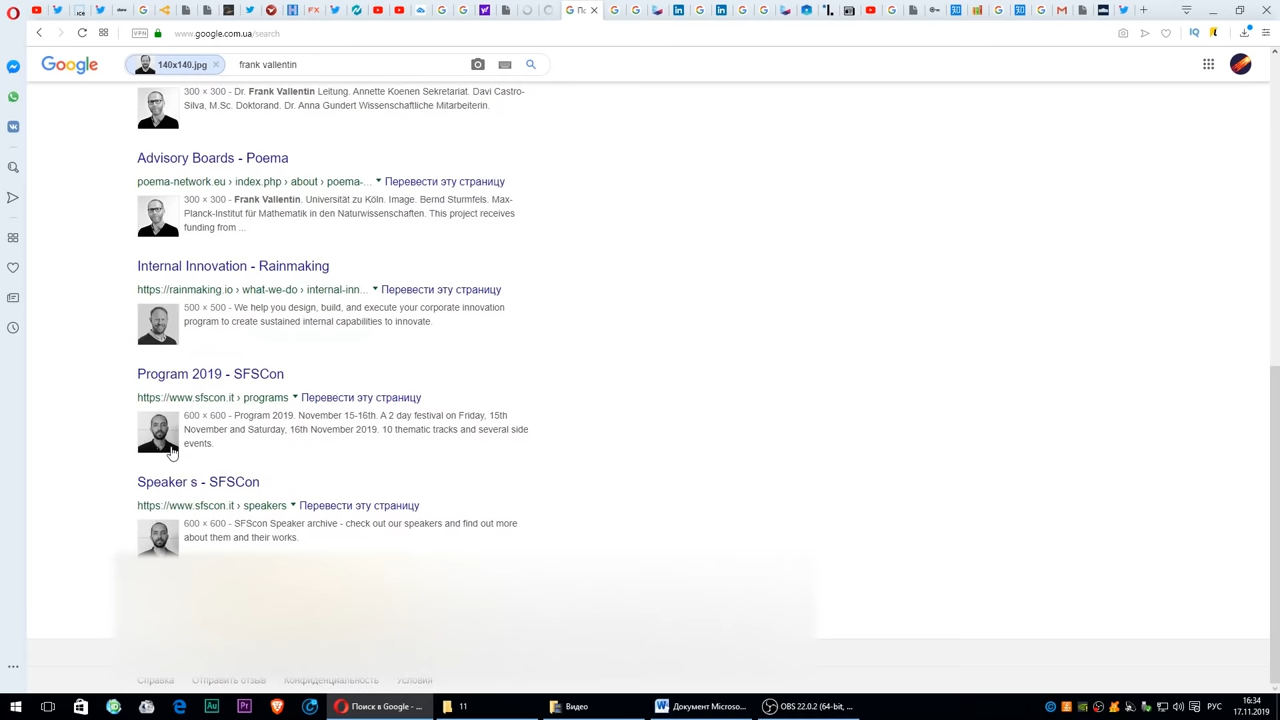 www.google.com.ua/search
VPN
Google
140x140.jpg
frank vallentin
300 × 300 - Dr. Frank Vallentin Leitung. Annette Koenen Sekretariat. Davi Castro-
Silva, M.Sc. Doktorand. Dr. Anna Gundert Wissenschaftliche Mitarbeiterin.
Advisory Boards - Poema
poema-network.eu › index.php › about › poema-... Перевести эту страницу
300 × 300 - Frank Vallentin. Universität zu Köln. Image. Bernd Sturmfels. Max-
Planck-Institut für Mathematik in den Naturwissenschaften. This project receives
funding from ...
Internal Innovation - Rainmaking
https://rainmaking.io › what-we-do › internal-inn... Перевести эту страницу
500 × 500 - We help you design, build, and execute your corporate innovation
program to create sustained internal capabilities to innovate.
Program 2019 - SFSCon
https://www.sfscon.it › programs Перевести эту страницу
600 × 600 - Program 2019. November 15-16th. A 2 day festival on Friday, 15th
November and Saturday, 16th November 2019. 10 thematic tracks and several side
events.
Speaker s - SFSCon
https://www.sfscon.it › speakers Перевести эту страницу
600 × 600 - SFScon Speaker archive - check out our speakers and find out more
about them and their works.
Справка Отправить отзыв Конфиденциальность Условия
Поиск в Google - ...
11
Видео
Документ Microso...
OBS 22.0.2 (64-bit, ...
РУС
16:34
17.11.2019